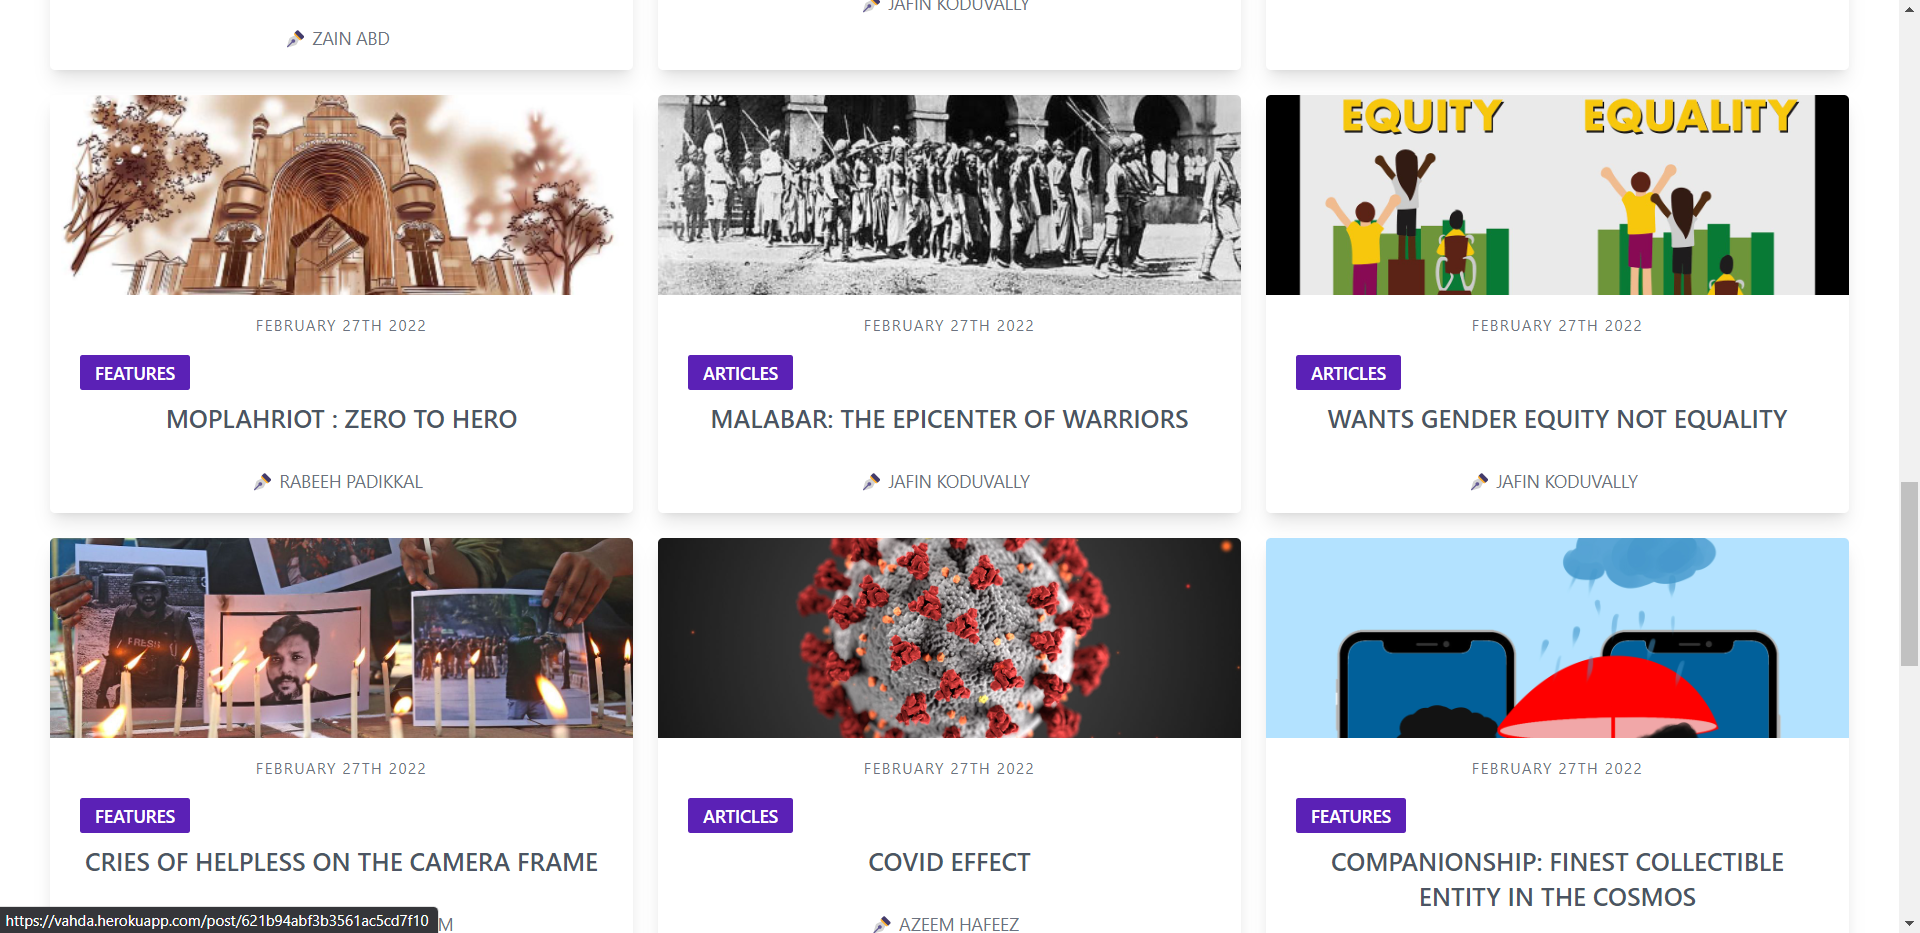 JAFIN KODUVALLY
ZAIN ABD
EQUITY EQUALITY
FEBRUARY 27TH 2022
FEATURES
MOPLAHRIOT : ZERO TO HERO
RABEEH PADIKKAL
FEBRUARY 27TH 2022
ARTICLES
MALABAR: THE EPICENTER OF WARRIORS
JAFIN KODUVALLY
FEBRUARY 27TH 2022
ARTICLES
WANTS GENDER EQUITY NOT EQUALITY
JAFIN KODUVALLY
PRESS
FEBRUARY 27TH 2022
FEATURES
CRIES OF HELPLESS ON THE CAMERA FRAME
FEBRUARY 27TH 2022
ARTICLES
COVID EFFECT
AZEEM HAFEEZ
FEBRUARY 27TH 2022
FEATURES
COMPANIONSHIP: FINEST COLLECTIBLE
ENTITY IN THE COSMOS
https://vahda.herokuapp.com/post/621b94abf3b3561ac5cd7f10